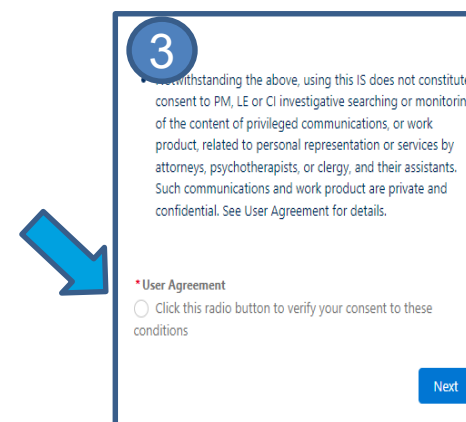 3
Notwithstanding the above, using this IS does not constitute
consent to PM, LE or CI investigative searching or monitorin
of the content of privileged communications, or work
product, related to personal representation or services by
attorneys, psychotherapists, or clergy, and their assistants.
Such communications and work product are private and
confidential. See User Agreement for details.
*User Agreement
Click this radio button to verify your consent to these
conditions
Next